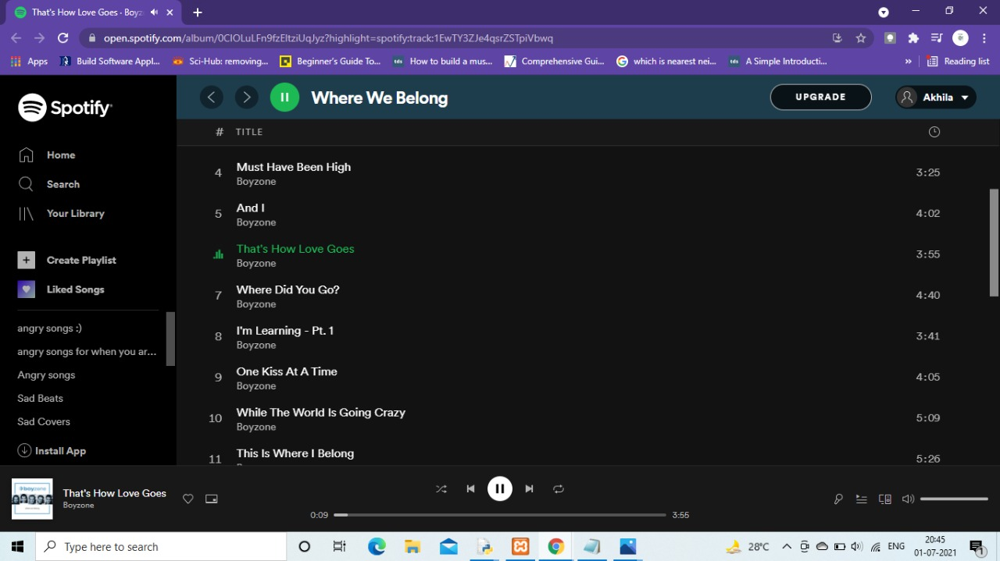 That's How Love Goes · Boyz
open.spotify.com/album/0CIOLuLFn9fzEltziUqJyz?highlight=spotify:track:1EwTY3ZJe4qsrZSTpiVbwq
Apps Build Software Appl... Sci-Hub: removing... Beginner's Guide To... tds How to build a mus... Comprehensive Gui... which is nearest nei... tds A Simple Introducti... » Reading list
Spotify
Home
Search
Your Library
Create Playlist
Liked Songs
angry songs :)
angry songs for when you ar...
Angry songs
Sad Beats
Sad Covers
Install App
Where We Belong UPGRADE Akhila
# TITLE
4 Must Have Been High 3:25
Boyzone
5 And I 4:02
Boyzone
That's How Love Goes 3:55
Boyzone
7 Where Did You Go? 4:40
Boyzone
8 I'm Learning - Pt. 1 3:41
Boyzone
9 One Kiss At A Time 4:05
Boyzone
10 While The World Is Going Crazy 5:09
Boyzone
11 This Is Where I Belong 5:26
boyzone
That's How Love Goes
Boyzone
0:09 3:55
Type here to search
28°C ENG
20:45
01-07-2021
1